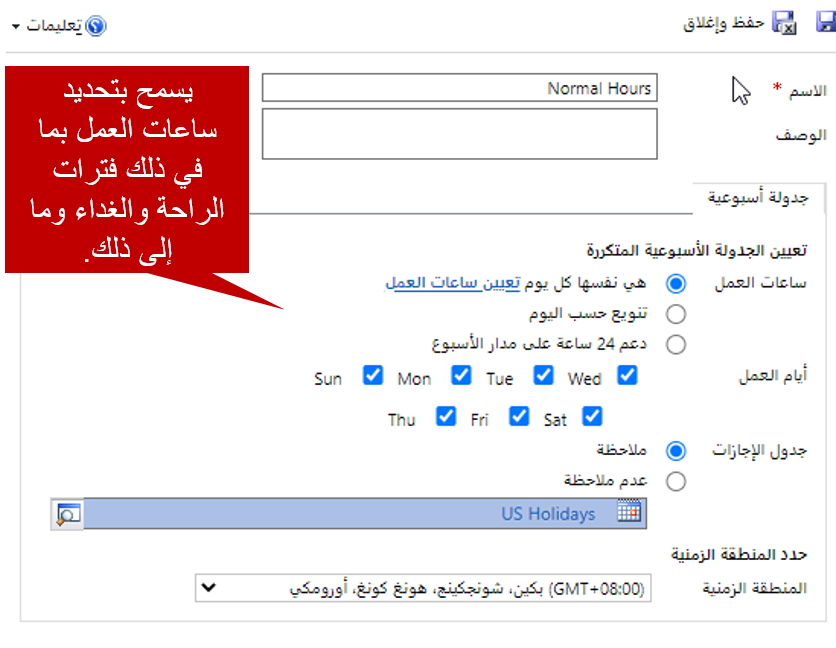 حفظ وإغلاق
تعليمات
الاسم *
Normal Hours
الوصف
يسمح بتحديد
ساعات العمل بما
في ذلك فترات
الراحة والغداء وما
إلى ذلك.
جدولة أسبوعية
تعيين الجدولة الأسبوعية المتكررة
ساعات العمل
هي نفسها كل يوم تعيين ساعات العمل
تنويع حسب اليوم
دعم 24 ساعة على مدار الأسبوع
أيام العمل
Sun Mon Tue Wed
Thu Fri Sat
جدول الإجازات
ملاحظة
عدم ملاحظة
US Holidays
حدد المنطقة الزمنية
المنطقة الزمنية
(GMT+08:00) بكين، شونجكينج، هونغ كونغ، أورومكي